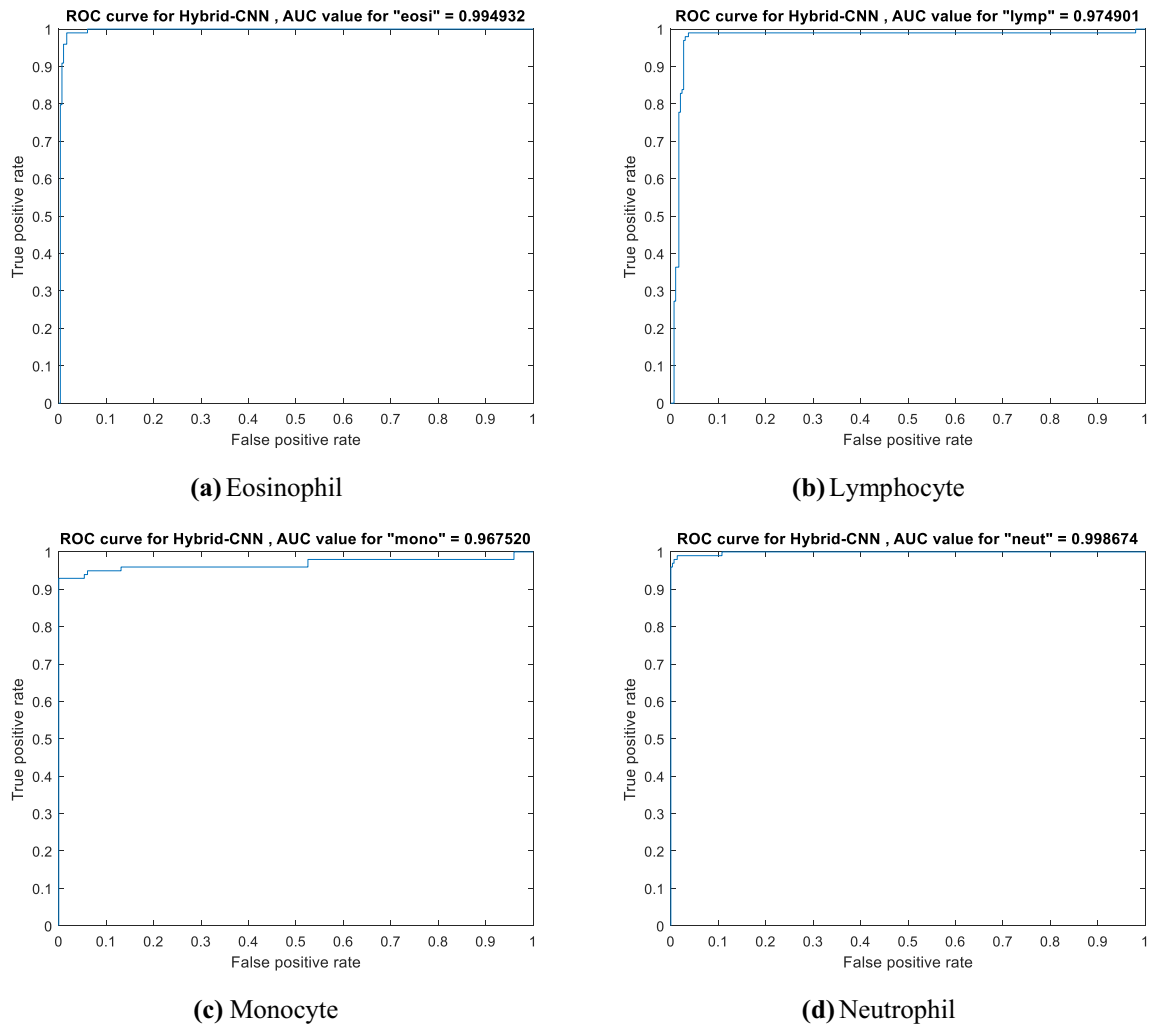 ROC curve for Hybrid-CNN , AUC value for "eosi" = 0.994932
1
0.9
0.8
0.7
0.6
0.5
0.4
0.3
0.2
0.1
0
True positive rate
0 0.1 0.2 0.3 0.4 0.5 0.6 0.7 0.8 0.9 1
False positive rate
(a) Eosinophil
ROC curve for Hybrid-CNN , AUC value for "lymp" = 0.974901
1
0.9
0.8
0.7
0.6
0.5
0.4
0.3
0.2
0.1
0
True positive rate
0 0.1 0.2 0.3 0.4 0.5 0.6 0.7 0.8 0.9 1
False positive rate
(b) Lymphocyte
ROC curve for Hybrid-CNN , AUC value for "mono" = 0.967520
1
0.9
0.8
0.7
0.6
0.5
0.4
0.3
0.2
0.1
0
True positive rate
0 0.1 0.2 0.3 0.4 0.5 0.6 0.7 0.8 0.9 1
False positive rate
(c) Monocyte
ROC curve for Hybrid-CNN , AUC value for "neut" = 0.998674
1
0.9
0.8
0.7
0.6
0.5
0.4
0.3
0.2
0.1
0
True positive rate
0 0.1 0.2 0.3 0.4 0.5 0.6 0.7 0.8 0.9 1
False positive rate
(d) Neutrophil